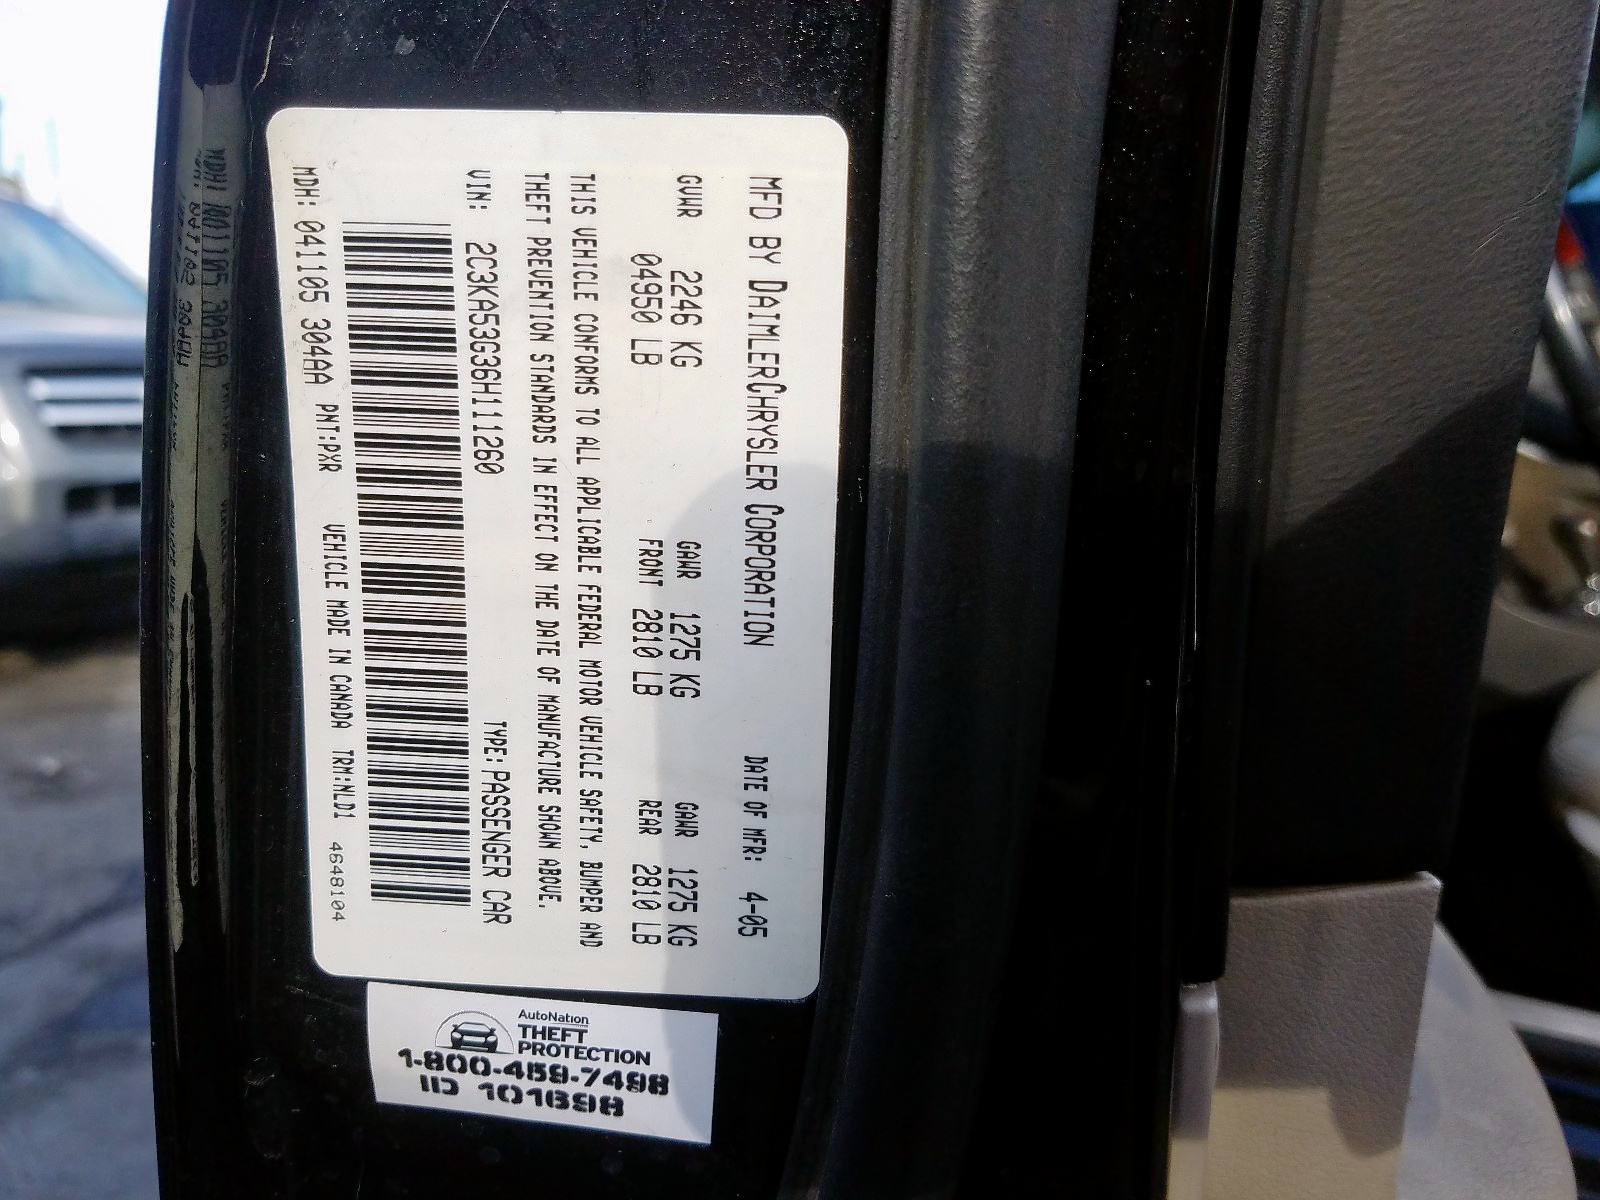 MFD BY DAIMLERCHRYSLER CORPORATION DATE OF MFR: 4-05
GVWR 2246 KG GAWR 1275 KG GAWR 1275 KG
04950 LB FRONT 2810 LB REAR 2810 LB
THIS VEHICLE CONFORMS TO ALL APPLICABLE FEDERAL MOTOR VEHICLE SAFETY, BUMPER AND
THEFT PREVENTION STANDARDS IN EFFECT ON THE DATE OF MANUFACTURE SHOWN ABOVE.
VIN: 2C3KA53G36H111260 TYPE: PASSENGER CAR
MDH: 041105 304AA PNT:PXR VEHICLE MADE IN CANADA TRM:NLD1 4648104
AutoNation
THEFT
PROTECTION
1-800-459-7498
ID 101698